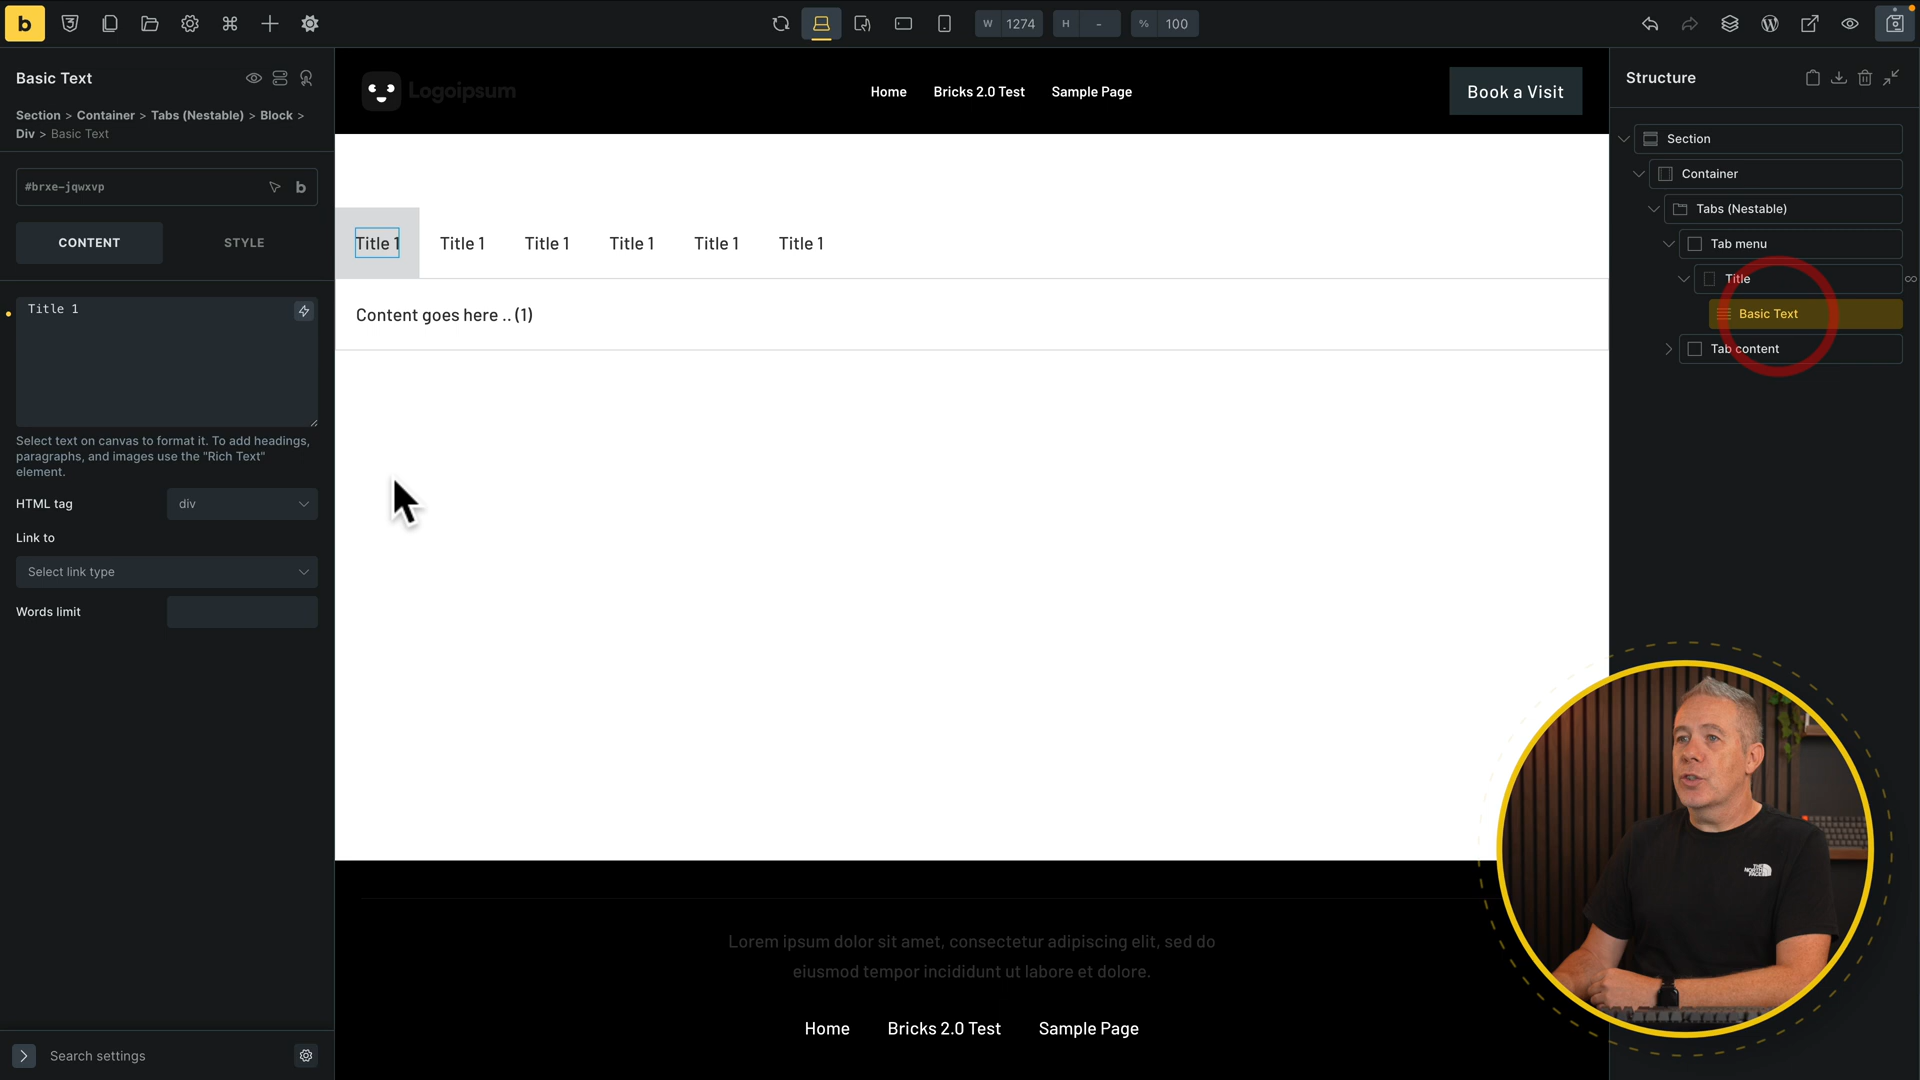 b
W 1274
H -
% 100
Basic Text
Section > Container > Tabs (Nestable) > Block >
Div > Basic Text
#brxe-jqwxvp
b
CONTENT
STYLE
Title 1
Select text on canvas to format it. To add headings,
paragraphs, and images use the "Rich Text"
element.
HTML tag
div
Link to
Select link type
Words limit
Search settings
Logoipsum
Home
Bricks 2.0 Test
Sample Page
Book a Visit
Title 1
Title 1
Title 1
Title 1
Title 1
Title 1
Content goes here .. (1)
Lorem ipsum dolor sit amet, consectetur adipiscing elit, sed do
eiusmod tempor incididunt ut labore et dolore.
Home
Bricks 2.0 Test
Sample Page
Structure
Section
Container
Tabs (Nestable)
Tab menu
Title
Basic Text
Tab content
THE
NORTH
FACE